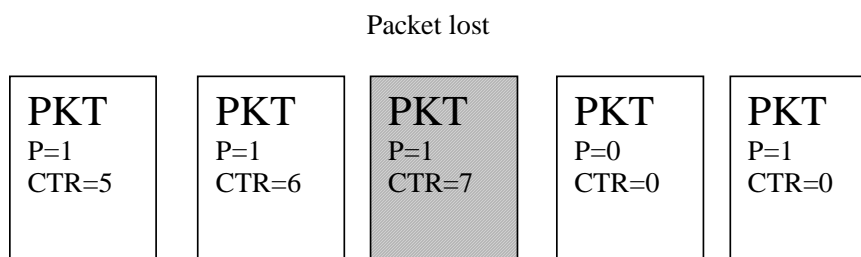 Packet lost
PKT
P=1
CTR=5
PKT
P=1
CTR=6
PKT
P=1
CTR=7
PKT
P=0
CTR=0
PKT
P=1
CTR=0